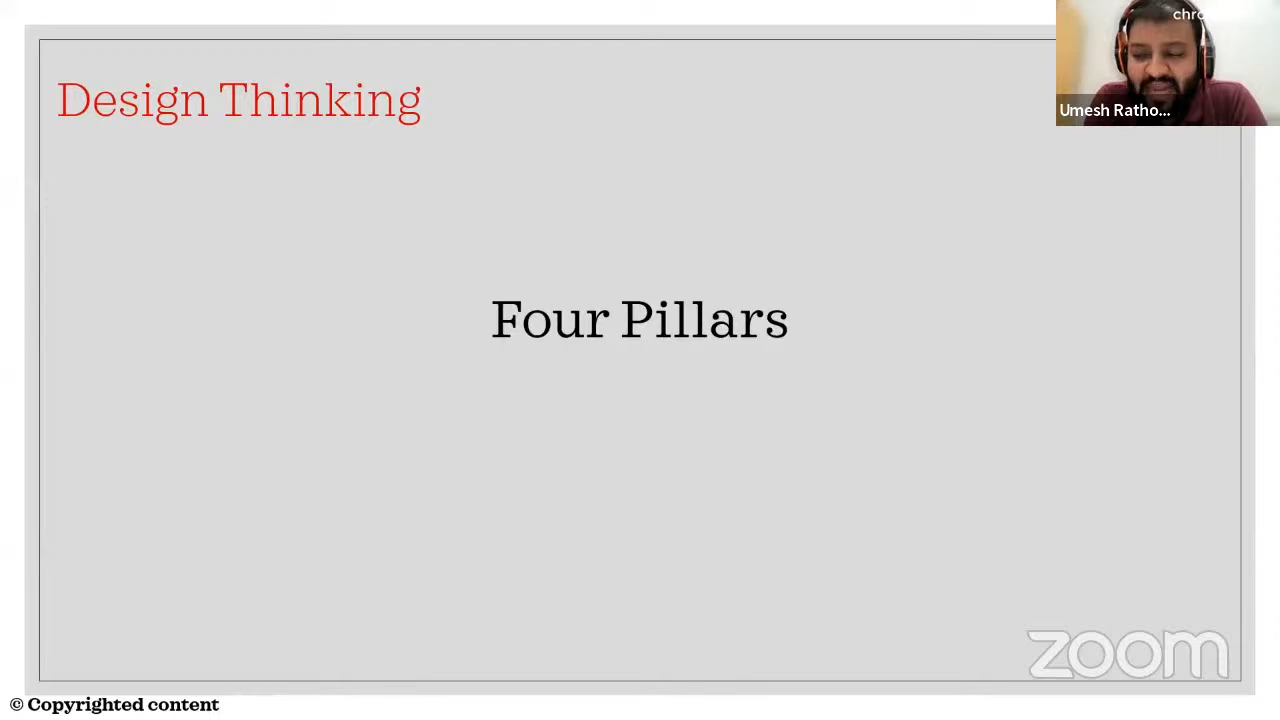 Design Thinking
Umesh Ratho...
Four Pillars
zoom
© Copyrighted content